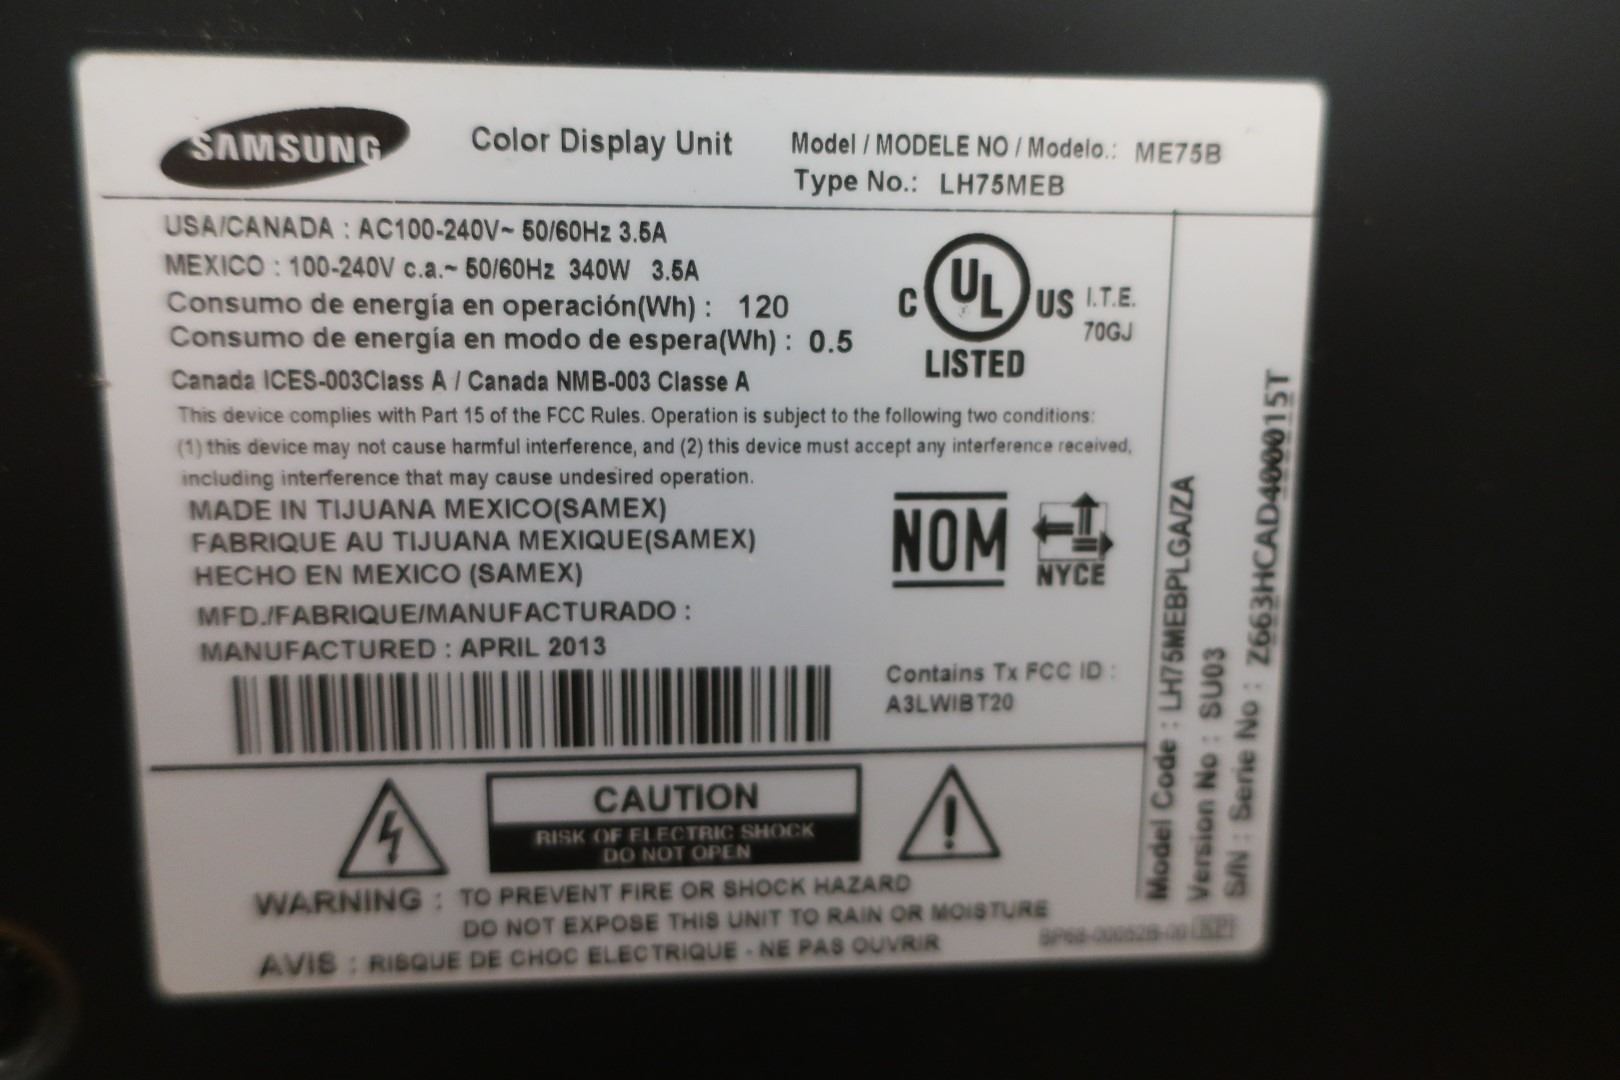 SAMSUNG Color Display Unit Model / MODELE NO / Modelo.: ME75B
Type No.: LH75MEB
USA/CANADA : AC100-240V~ 50/60Hz 3.5A
MEXICO : 100-240V c.a.~ 50/60Hz 340W 3.5A
Consumo de energía en operación(Wh) : 120
Consumo de energía en modo de espera(Wh) : 0.5
C UL US I.T.E.
70GJ
LISTED
Canada ICES-003Class A / Canada NMB-003 Classe A
This device complies with Part 15 of the FCC Rules. Operation is subject to the following two conditions:
(1) this device may not cause harmful interference, and (2) this device must accept any interference received,
including interference that may cause undesired operation.
MADE IN TIJUANA MEXICO(SAMEX)
FABRIQUE AU TIJUANA MEXIQUE(SAMEX)
HECHO EN MEXICO (SAMEX)
NOM
NYCE
MFD./FABRIQUE/MANUFACTURADO :
MANUFACTURED : APRIL 2013
Contains Tx FCC ID :
A3LWIBT20
CAUTION
RISK OF ELECTRIC SHOCK
DO NOT OPEN
WARNING : TO PREVENT FIRE OR SHOCK HAZARD
DO NOT EXPOSE THIS UNIT TO RAIN OR MOISTURE
AVIS : RISQUE DE CHOC ELECTRIQUE - NE PAS OUVRIR
Model Code : LH75MEBPLGA/ZA
Version No : SU03
S/N : Serie No : Z663HCAD400015T